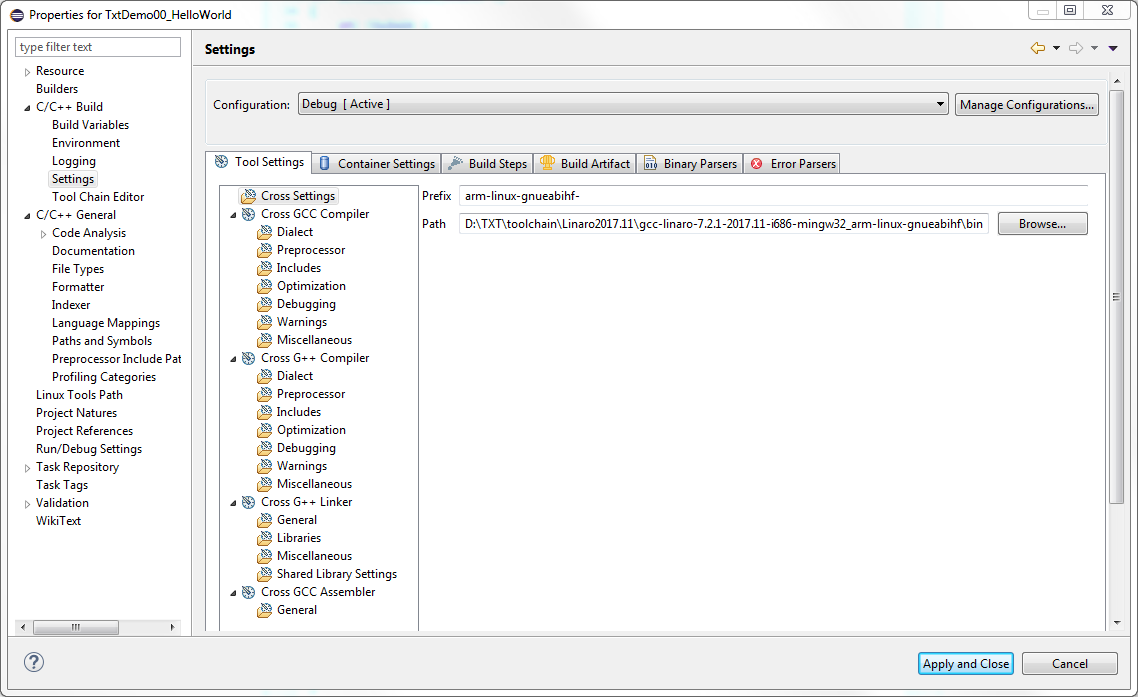 Properties for TxtDemo00_HelloWorld
type filter text
Resource
Builders
C/C++ Build
Build Variables
Environment
Logging
Settings
Tool Chain Editor
C/C++ General
Code Analysis
Documentation
File Types
Formatter
Indexer
Language Mappings
Paths and Symbols
Preprocessor Include Pat
Profiling Categories
Linux Tools Path
Project Natures
Project References
Run/Debug Settings
Task Repository
Task Tags
Validation
WikiText
Settings
Configuration: Debug [ Active ] Manage Configurations...
Tool Settings Container Settings Build Steps Build Artifact Binary Parsers Error Parsers
Cross Settings
Cross GCC Compiler
Dialect
Preprocessor
Includes
Optimization
Debugging
Warnings
Miscellaneous
Cross G++ Compiler
Dialect
Preprocessor
Includes
Optimization
Debugging
Warnings
Miscellaneous
Cross G++ Linker
General
Libraries
Miscellaneous
Shared Library Settings
Cross GCC Assembler
General
Prefix arm-linux-gnueabihf-
Path D:\TXT\toolchain\Linaro2017.11\gcc-linaro-7.2.1-2017.11-i686-mingw32_arm-linux-gnueabihf\bin Browse...
? Apply and Close Cancel